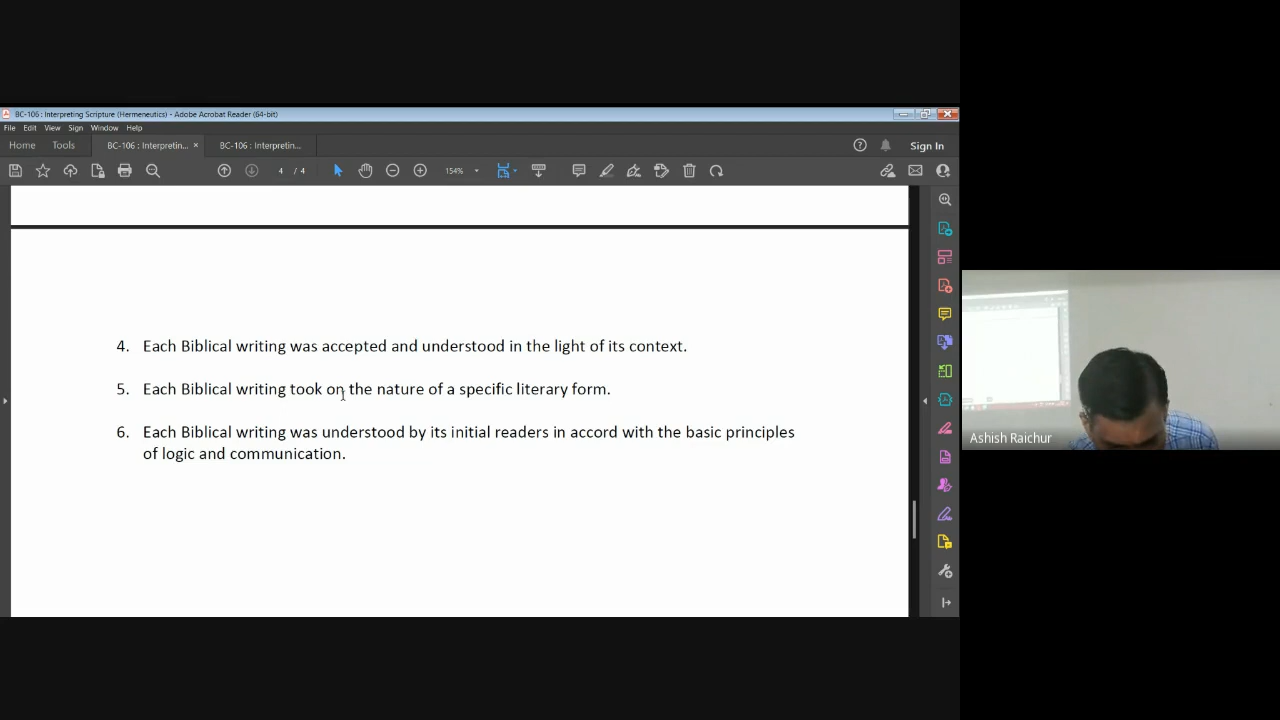 BC-106 : Interpreting Scripture (Hermeneutics) - Adobe Acrobat Reader (64-bit)
File Edit View Sign Window Help
Home Tools BC-106 : Interpretin... × BC-106 : Interpretin... Sign In
4 / 4 154%
4. Each Biblical writing was accepted and understood in the light of its context.
5. Each Biblical writing took on the nature of a specific literary form.
6. Each Biblical writing was understood by its initial readers in accord with the basic principles
of logic and communication.
Ashish Raichur